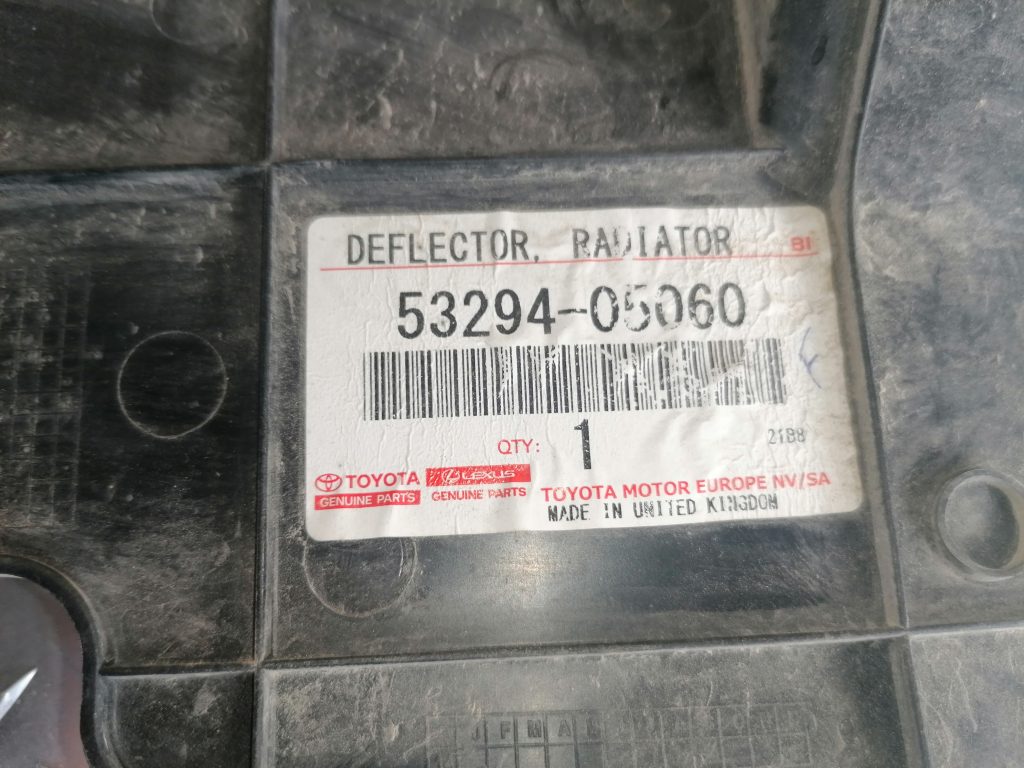 DEFLECTOR, RADIATOR BI
53294-05060
QTY: 1
21B8
TOYOTA LEXUS
GENUINE PARTS GENUINE PARTS
TOYOTA MOTOR EUROPE NV/SA
MADE IN UNITED KINGDOM
J F M A